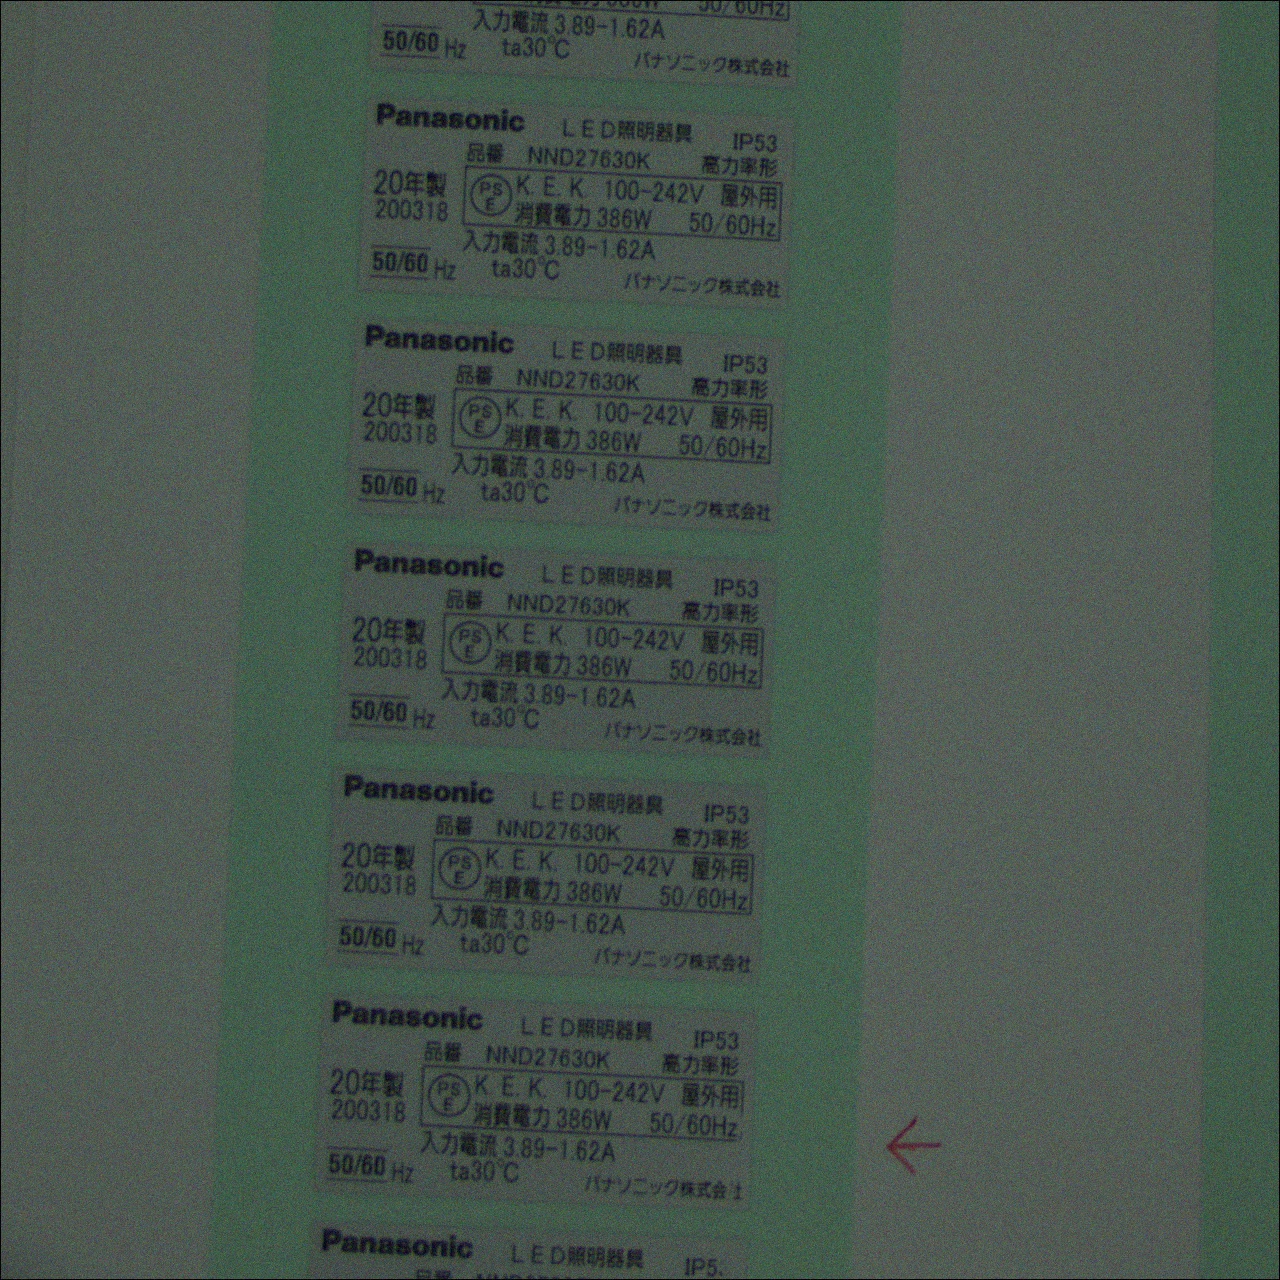 50/60Hz
入力電流 3.89-1.62A
50/60 Hz ta30℃
パナソニック株式会社
Panasonic LED照明器具 IP53
品番 NND27630K 高力率形
20年製 PSE K.E.K. 100-242V 屋外用
200318 消費電力 386W 50/60Hz
入力電流 3.89-1.62A
50/60 Hz ta30℃
パナソニック株式会社
Panasonic LED照明器具 IP53
品番 NND27630K 高力率形
20年製 PSE K.E.K. 100-242V 屋外用
200318 消費電力 386W 50/60Hz
入力電流 3.89-1.62A
50/60 Hz ta30℃
パナソニック株式会社
Panasonic LED照明器具 IP53
品番 NND27630K 高力率形
20年製 PSE K.E.K. 100-242V 屋外用
200318 消費電力 386W 50/60Hz
入力電流 3.89-1.62A
50/60 Hz ta30℃
パナソニック株式会社
Panasonic LED照明器具 IP53
品番 NND27630K 高力率形
20年製 PSE K.E.K. 100-242V 屋外用
200318 消費電力 386W 50/60Hz
入力電流 3.89-1.62A
50/60 Hz ta30℃
パナソニック株式会社
Panasonic LED照明器具 IP53
品番 NND27630K 高力率形
20年製 PSE K.E.K. 100-242V 屋外用
200318 消費電力 386W 50/60Hz
入力電流 3.89-1.62A
50/60 Hz ta30℃
パナソニック株式会
Panasonic LED照明器具 IP5